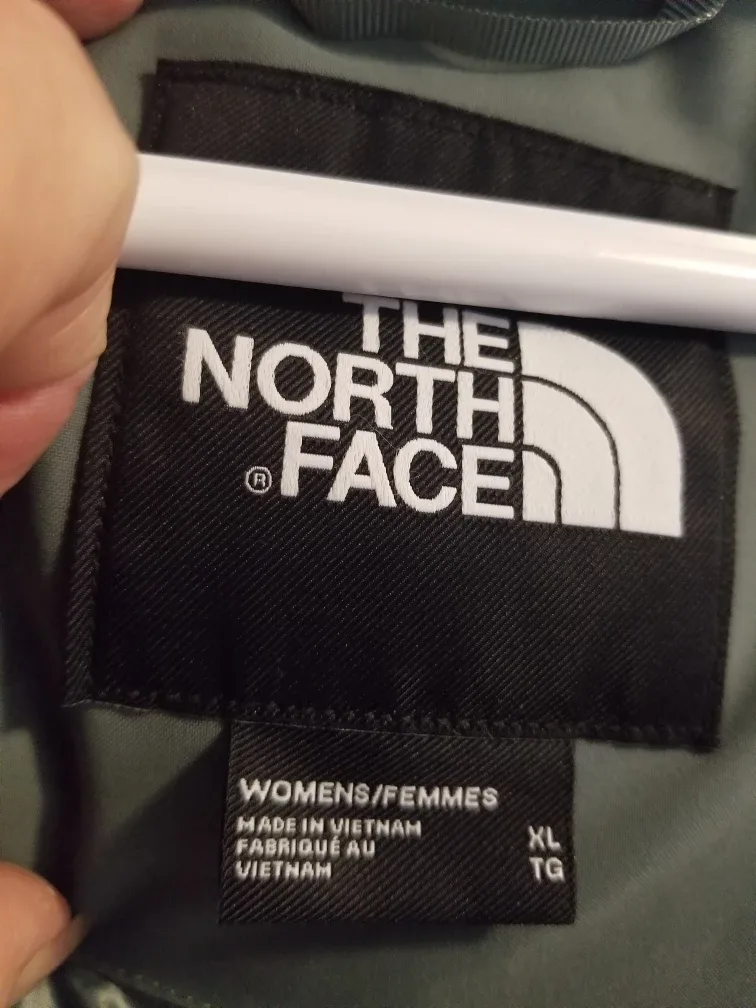 THE
NORTH
® FACE
WOMENS/FEMMES
MADE IN VIETNAM
FABRIQUÉ AU
VIETNAM
XL
TG